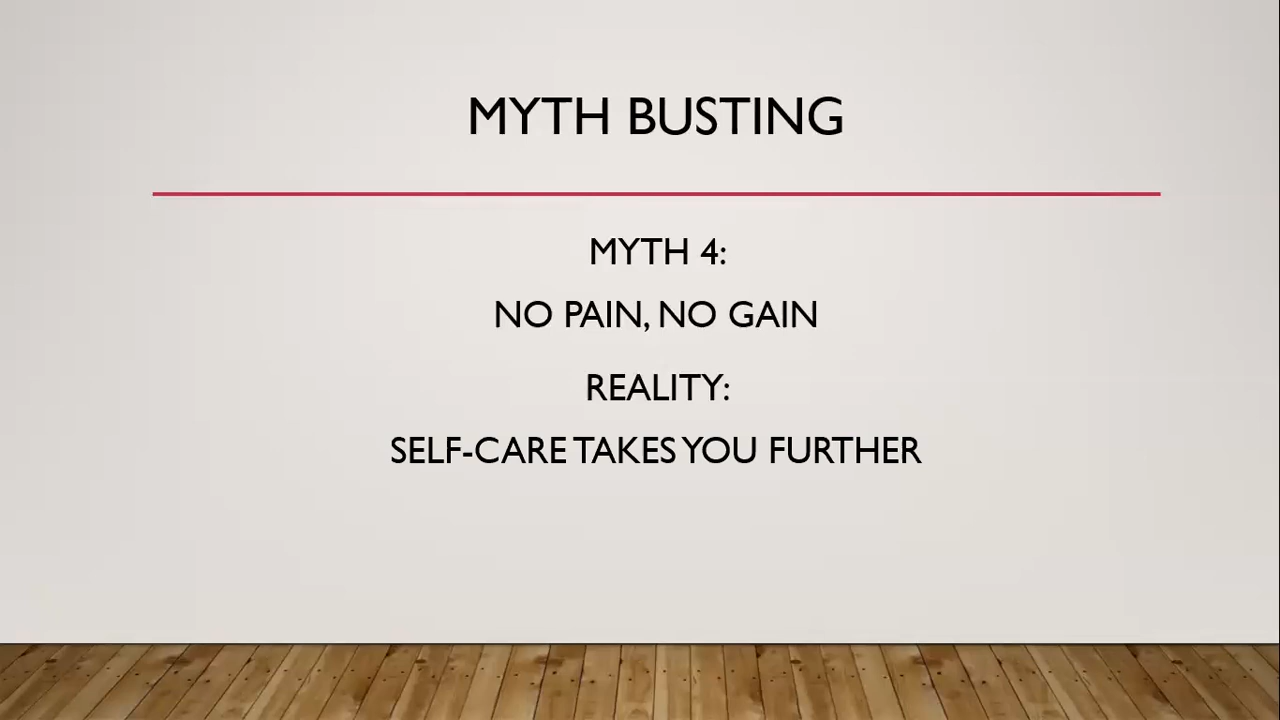 MYTH BUSTING
MYTH 4:
NO PAIN, NO GAIN
REALITY:
SELF-CARE TAKES YOU FURTHER